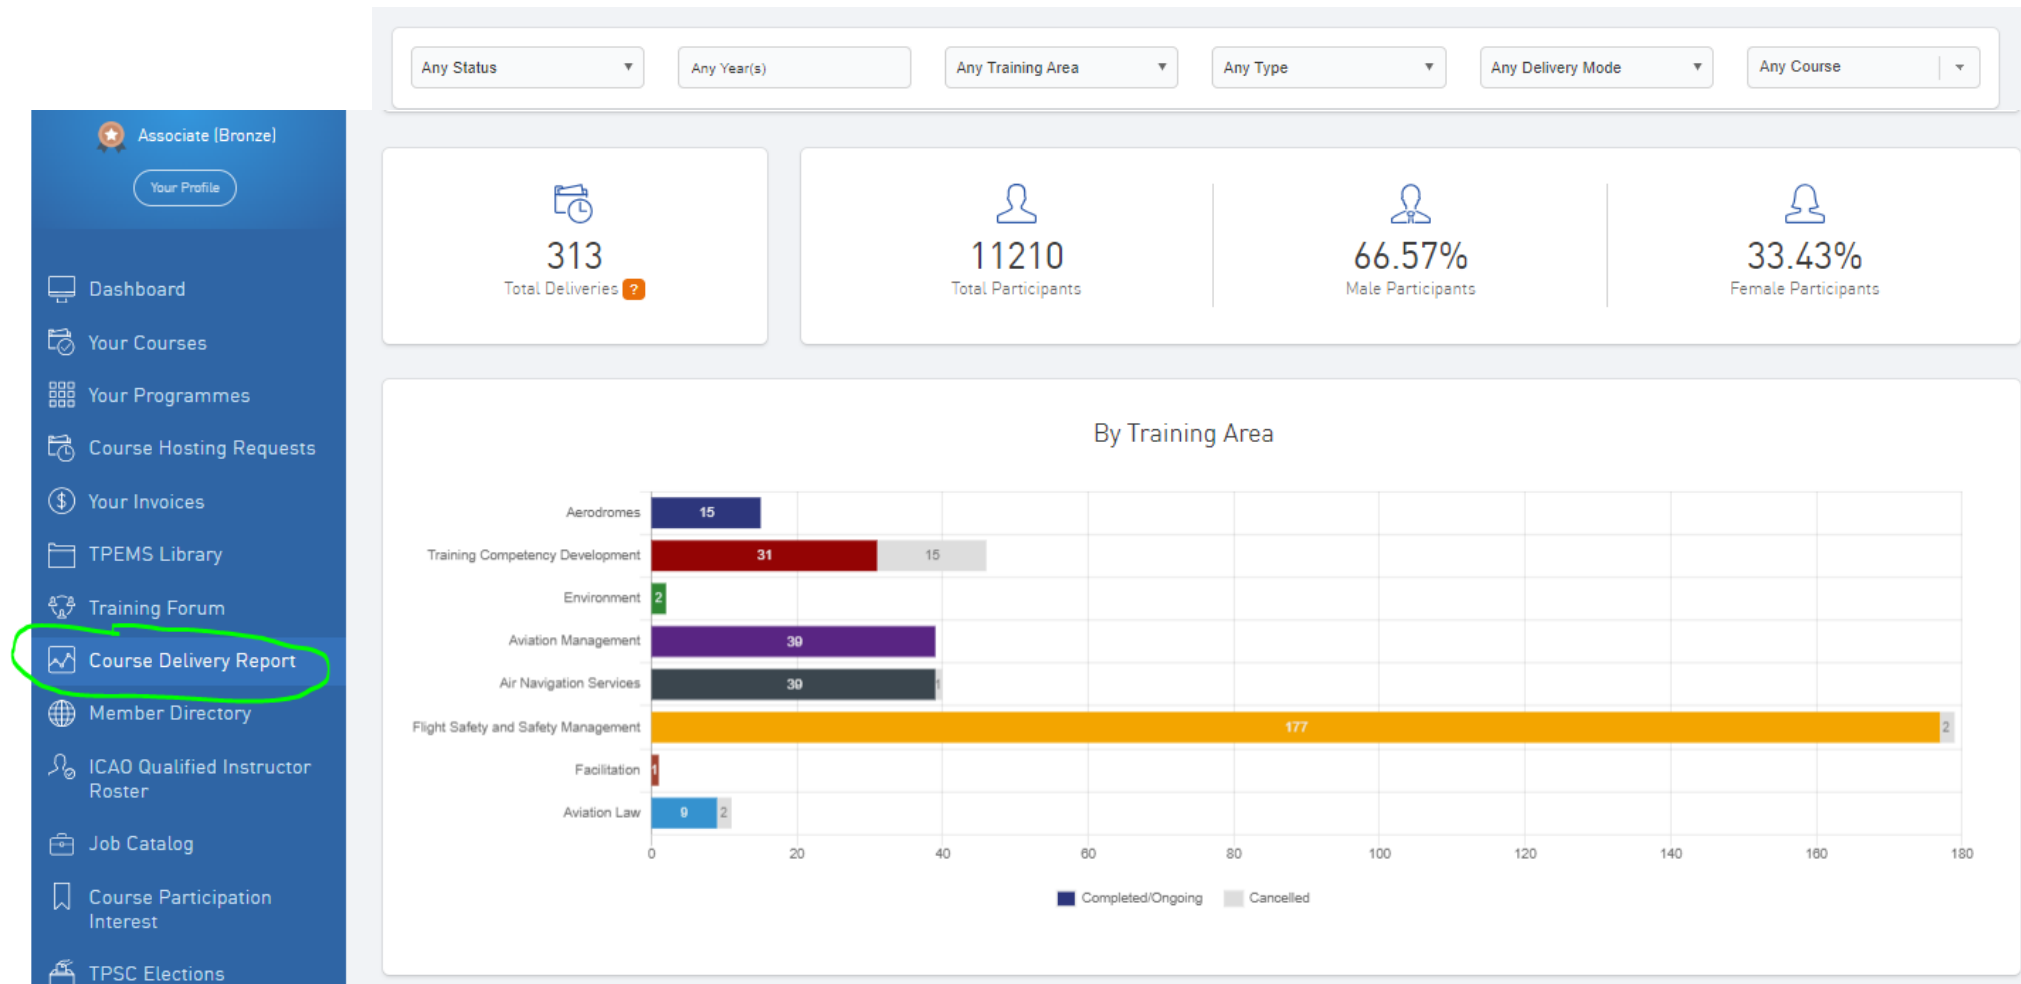 Any Status
Any Year(s)
Any Training Area
Any Type
Any Delivery Mode
Any Course
Associate (Bronze)
Your Profile
Dashboard
Your Courses
Your Programmes
Course Hosting Requests
Your Invoices
TPEMS Library
Training Forum
Course Delivery Report
Member Directory
ICAO Qualified Instructor
Roster
Job Catalog
Course Participation
Interest
TPSC Elections
313
Total Deliveries ?
11210
Total Participants
66.57%
Male Participants
33.43%
Female Participants
By Training Area
Aerodromes 15
Training Competency Development 31 15
Environment 2
Aviation Management 39
Air Navigation Services 39 1
Flight Safety and Safety Management 177 2
Facilitation 1
Aviation Law 9 2
0 20 40 60 80 100 120 140 160 180
Completed/Ongoing Cancelled